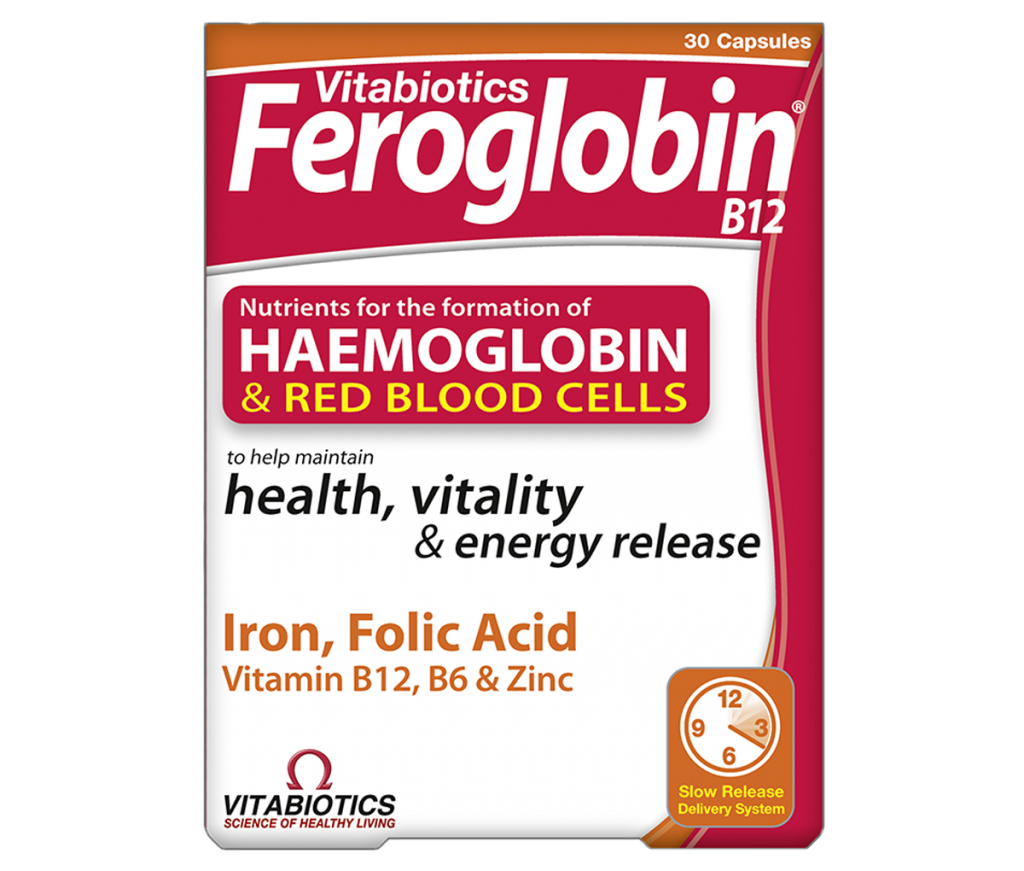 30 Capsules
Vitabiotics
Feroglobin®
B12
Nutrients for the formation of
HAEMOGLOBIN
& RED BLOOD CELLS
to help maintain
health, vitality
& energy release
Iron, Folic Acid
Vitamin B12, B6 & Zinc
12
9 3
6
Slow Release
Delivery System
VITABIOTICS
SCIENCE OF HEALTHY LIVING